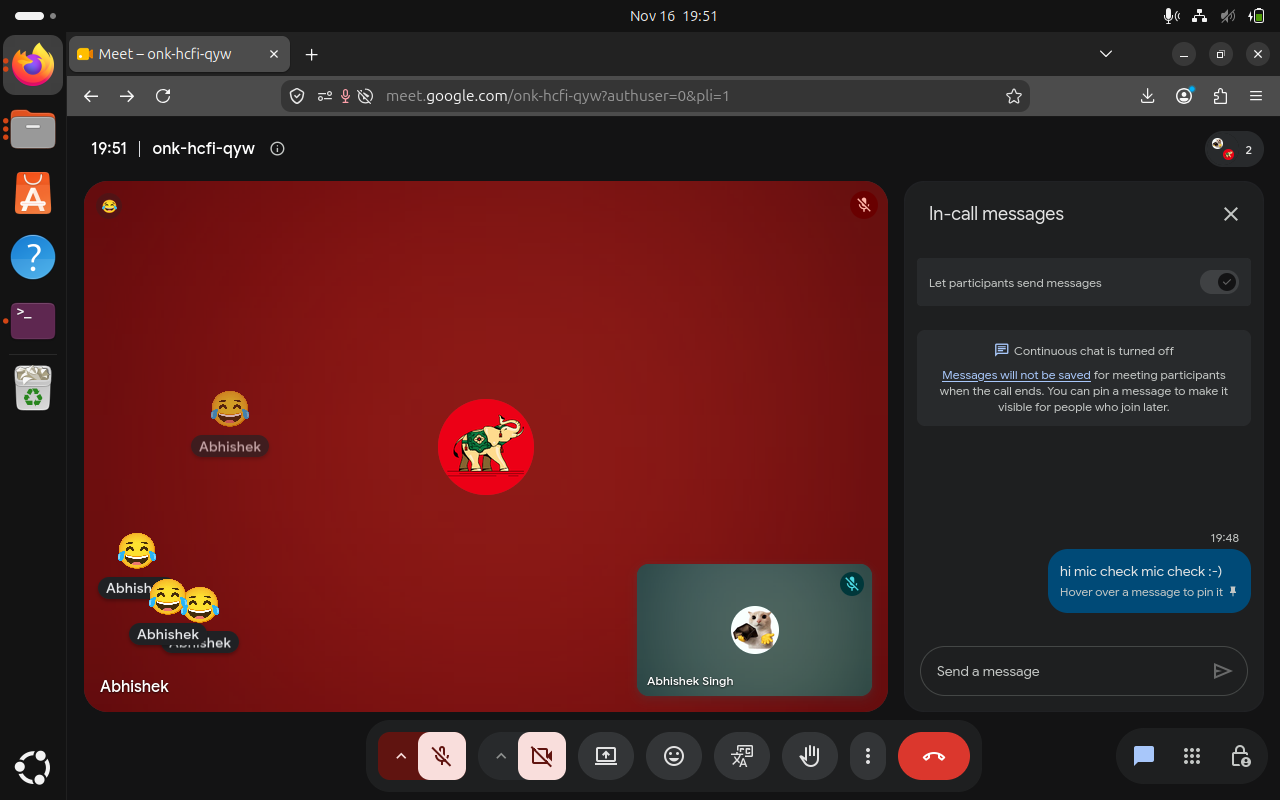 Nov 16 19:51
Meet – onk-hcfi-qyw
meet.google.com/onk-hcfi-qyw?authuser=0&pli=1
19:51
onk-hcfi-qyw
2
In-call messages
Let participants send messages
Continuous chat is turned off
Messages will not be saved for meeting participants
when the call ends. You can pin a message to make it
visible for people who join later.
Abhishek
19:48
hi mic check mic check :-)
Hover over a message to pin it
Abhish
Abhishek
Abhishek
Abhishek
Abhishek Singh
Send a message